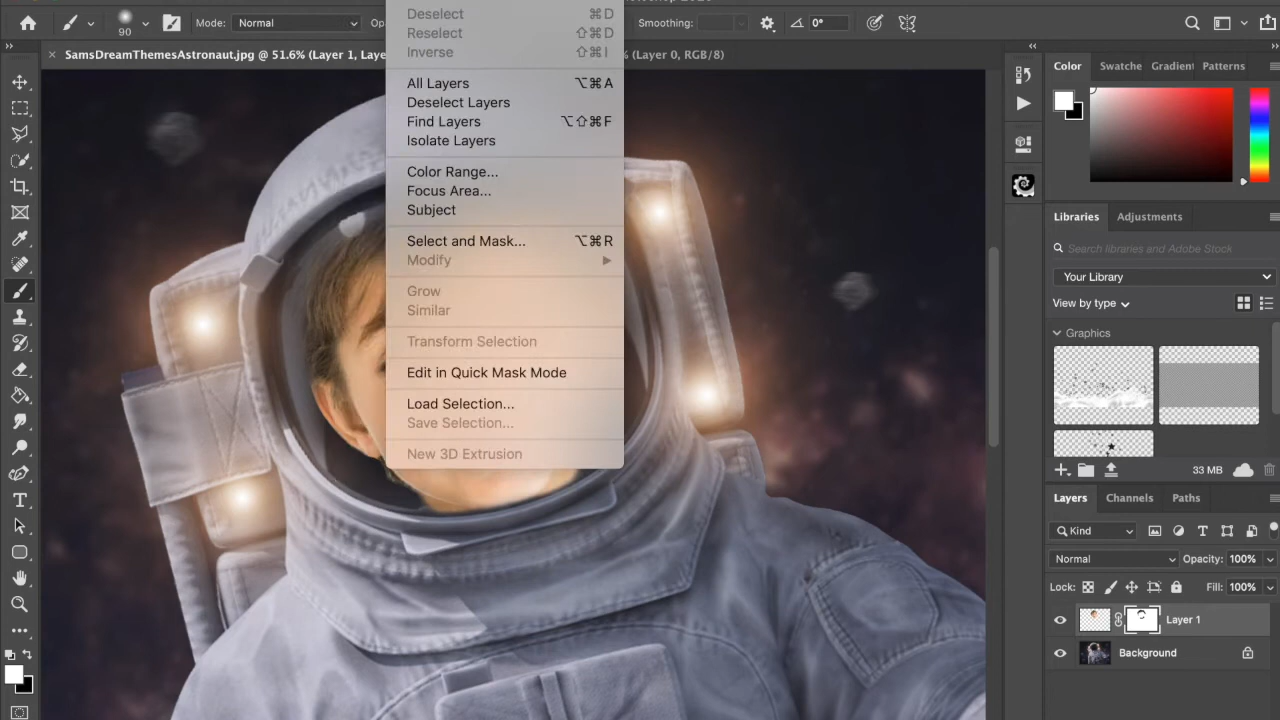 90
Mode: Normal
Smoothing:
0°
SamsDreamThemesAstronaut.jpg @ 51.6% (Layer 1, Laye
% (Layer 0, RGB/8)
Deselect ⌘D
Reselect ⇧⌘D
Inverse ⇧⌘I
All Layers ⌥⌘A
Deselect Layers
Find Layers ⌥⇧⌘F
Isolate Layers
Color Range...
Focus Area...
Subject
Select and Mask... ⌥⌘R
Modify
Grow
Similar
Transform Selection
Edit in Quick Mask Mode
Load Selection...
Save Selection...
New 3D Extrusion
Color Swatche Gradient Patterns
Libraries Adjustments
Search libraries and Adobe Stock
Your Library
View by type
Graphics
33 MB
Layers Channels Paths
Kind
Normal Opacity: 100%
Lock: Fill: 100%
Layer 1
Background